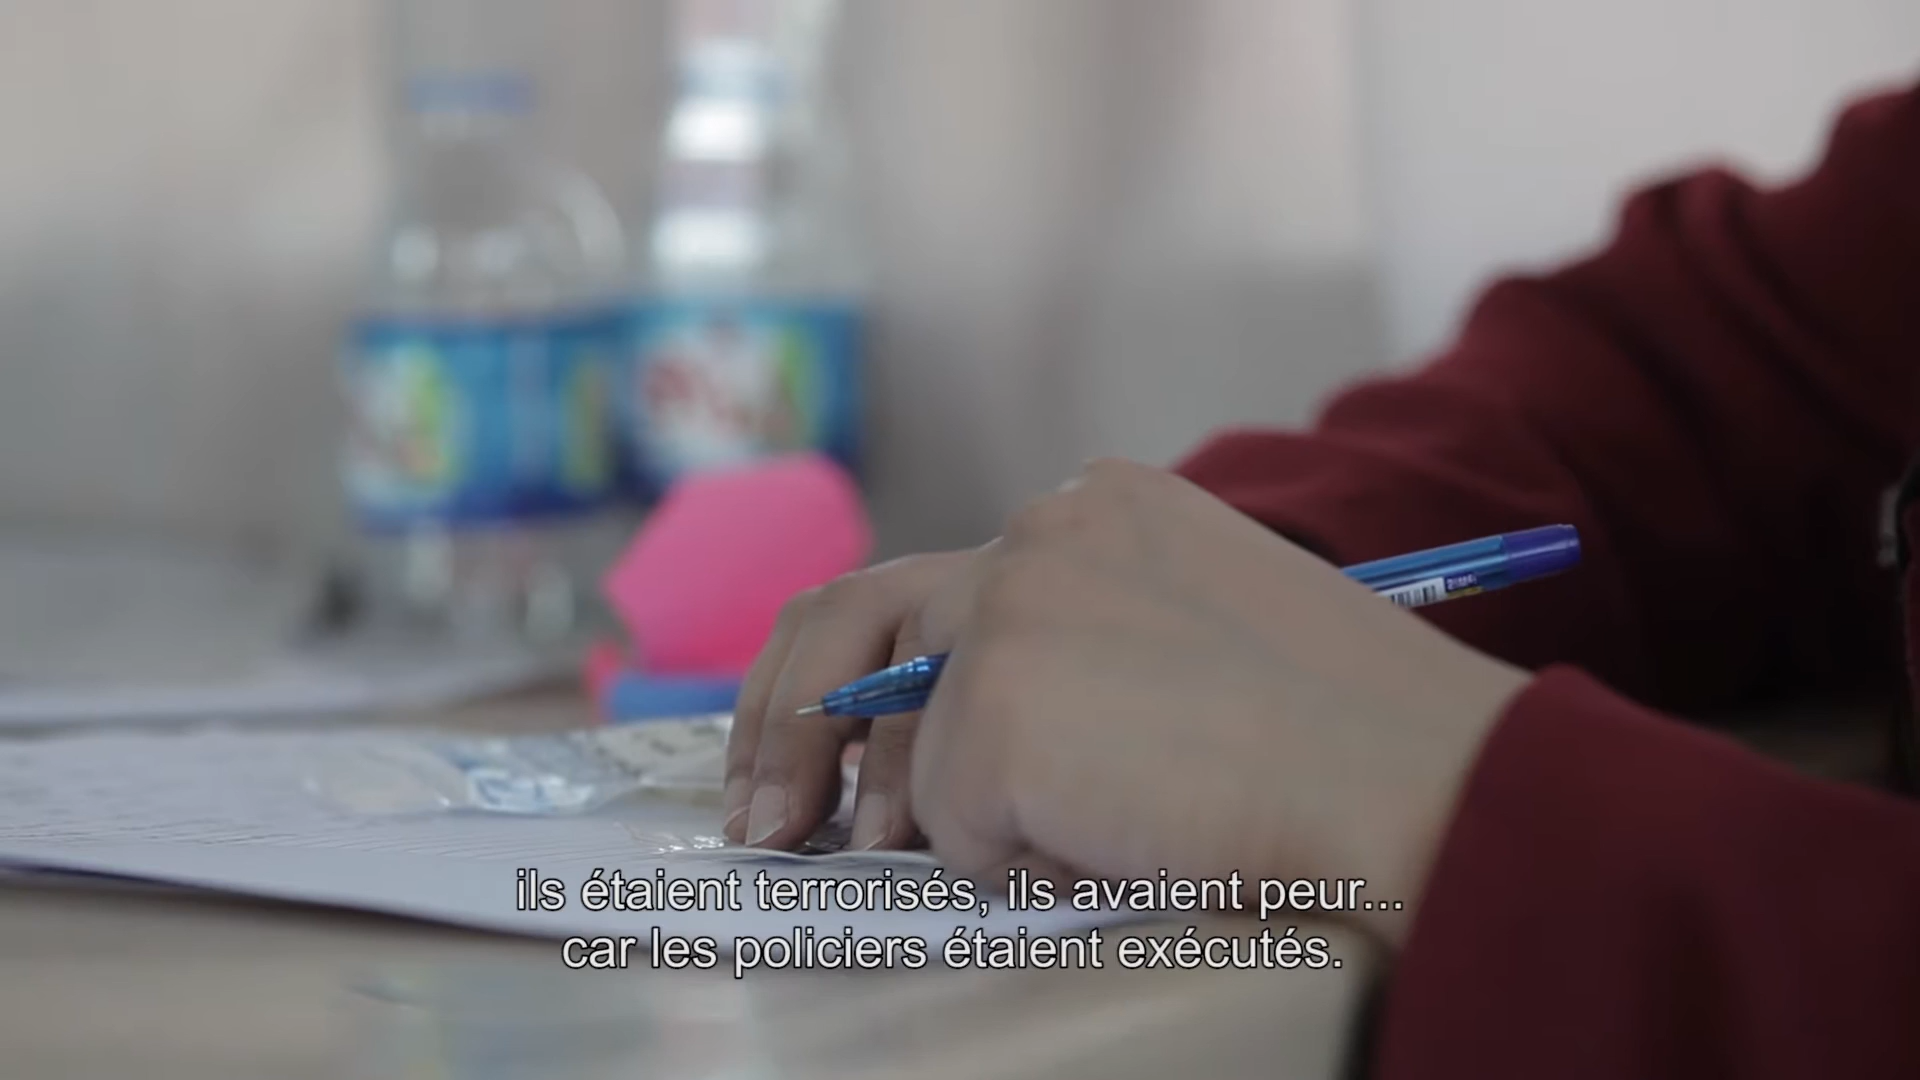 ils étaient terrorisés, ils avaient peur...
car les policiers étaient exécutés.